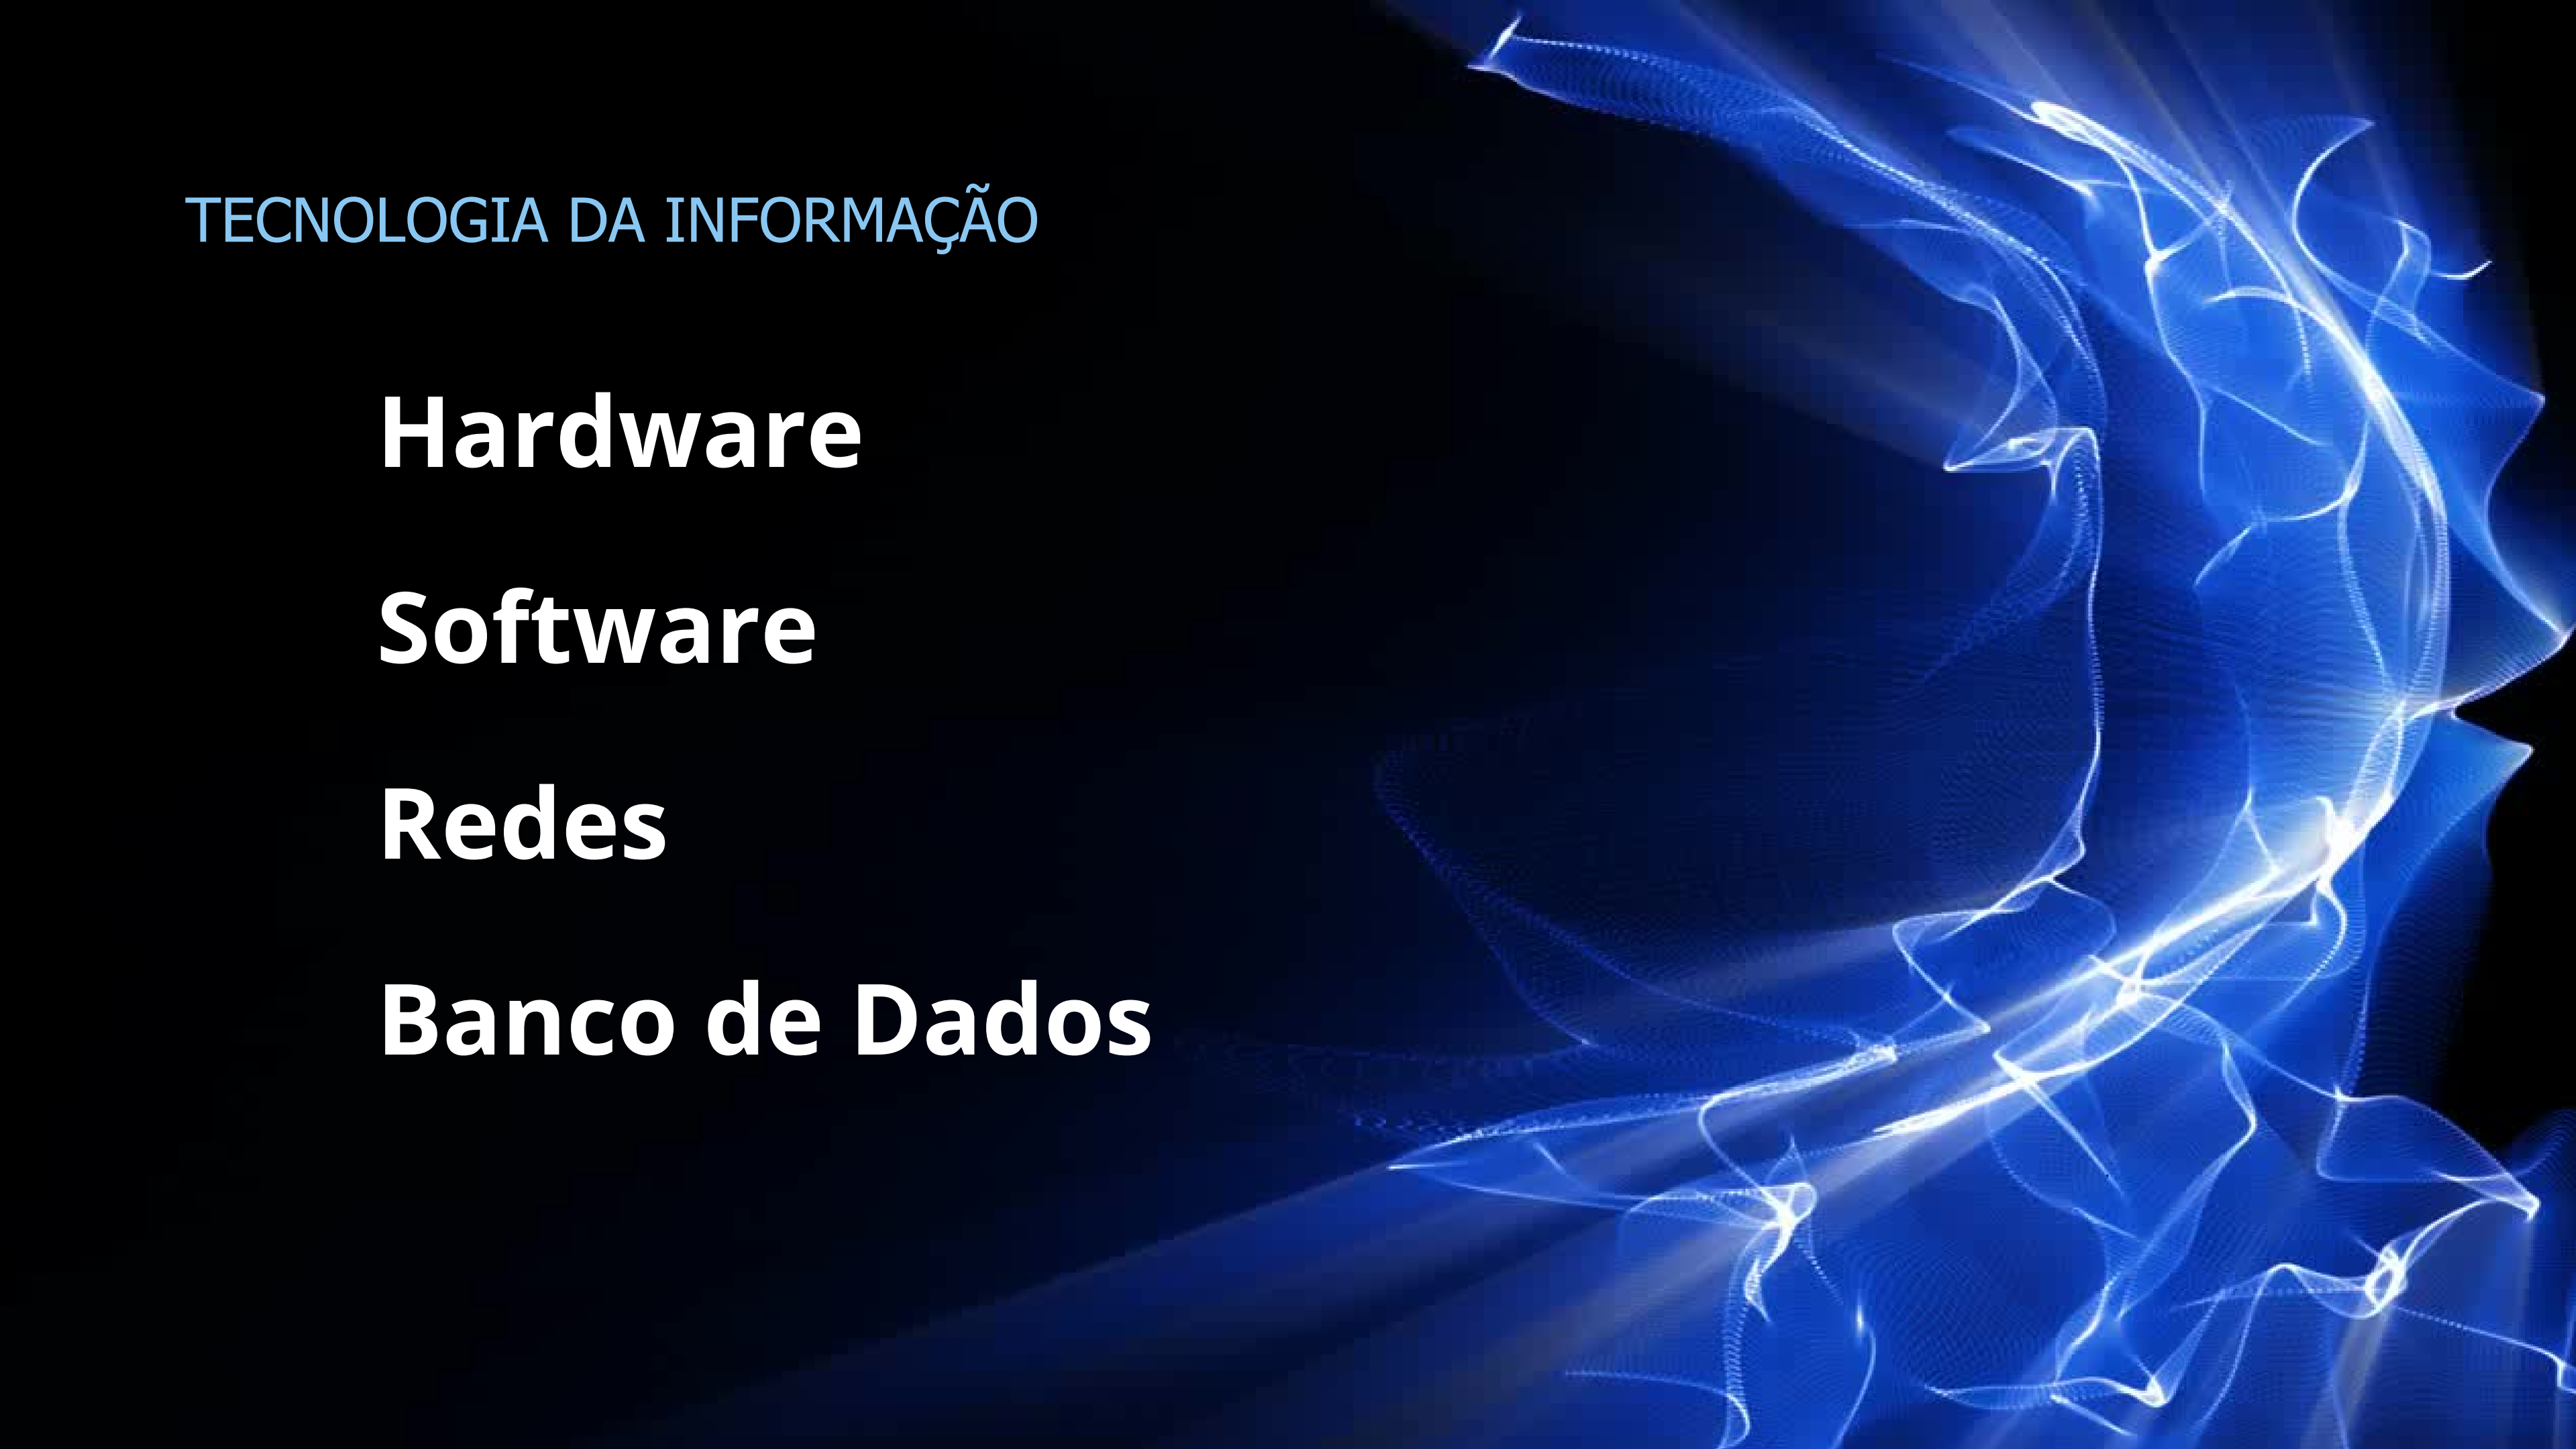 TECNOLOGIA DA INFORMAÇÃO
Hardware
Software
Redes
Banco de Dados